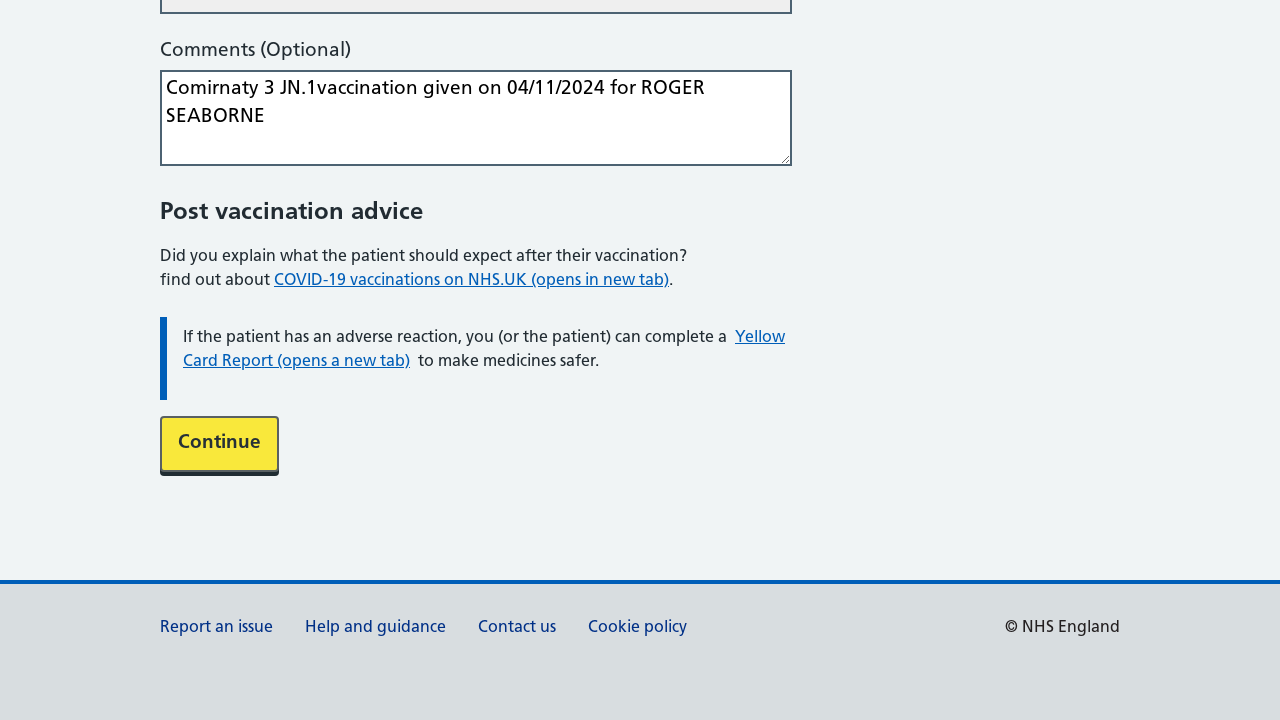 Comments (Optional)
Comirnaty 3 JN.1vaccination given on 04/11/2024 for ROGER
SEABORNE
Post vaccination advice
Did you explain what the patient should expect after their vaccination?
find out about COVID-19 vaccinations on NHS.UK (opens in new tab).
If the patient has an adverse reaction, you (or the patient) can complete a Yellow
Card Report (opens a new tab) to make medicines safer.
Continue
Report an issue Help and guidance Contact us Cookie policy © NHS England